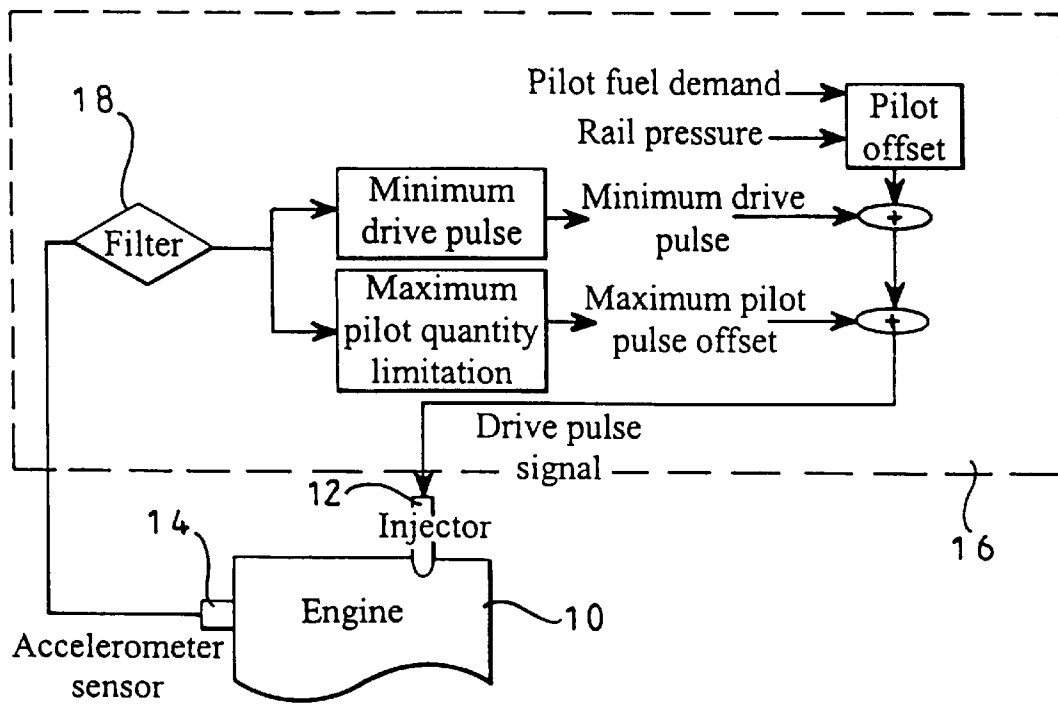 18
Pilot fuel demand
Rail pressure
Pilot
offset
Filter
Minimum
drive pulse
Minimum drive
pulse
+
Maximum
pilot quantity
limitation
Maximum pilot
pulse offset
+
Drive pulse
signal
12
Injector
14
16
Engine
10
Accelerometer
sensor